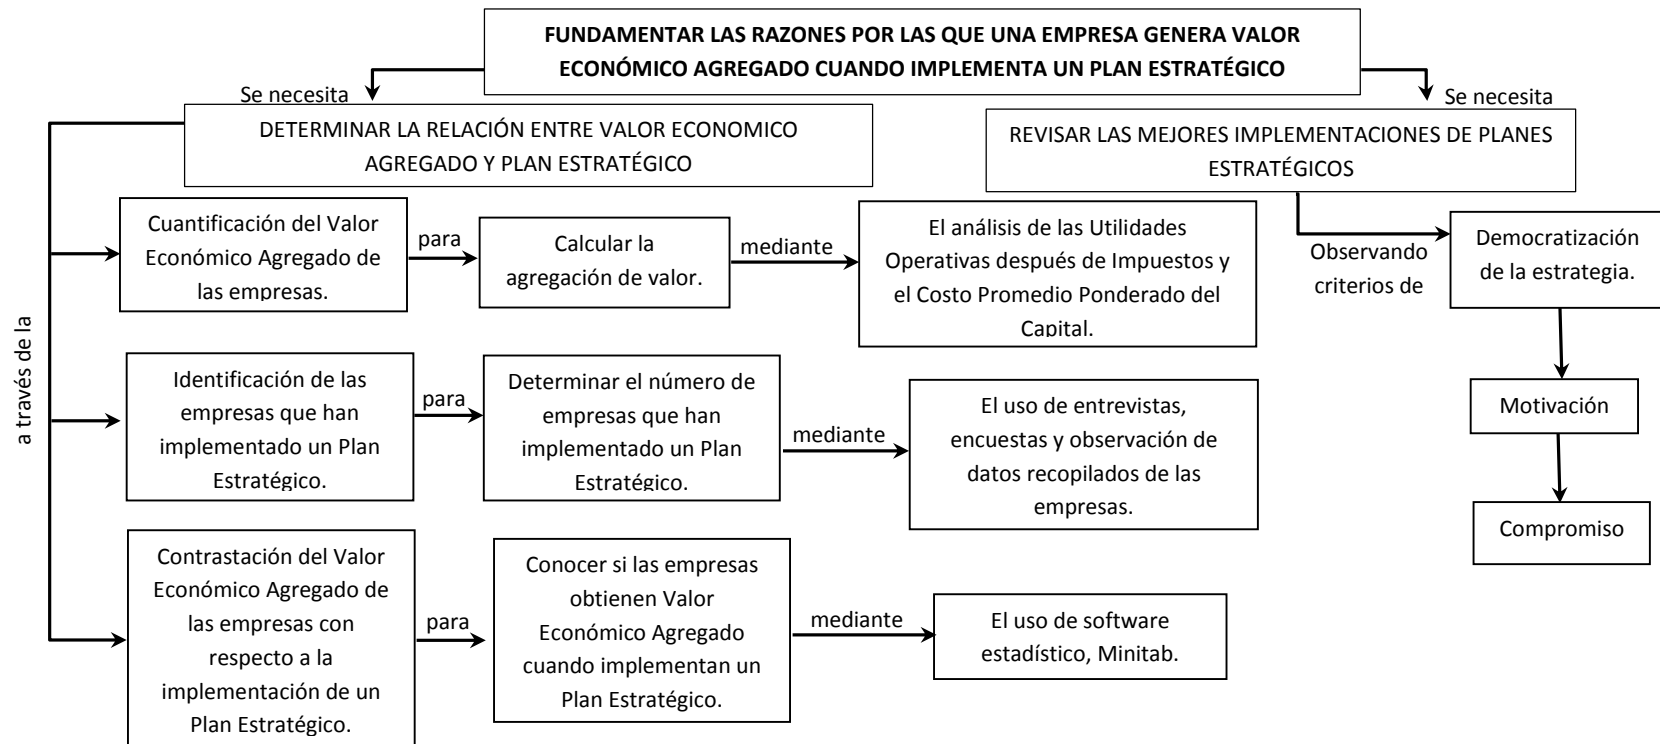 FUNDAMENTAR LAS RAZONES POR LAS QUE UNA EMPRESA GENERA VALOR
ECONÓMICO AGREGADO CUANDO IMPLEMENTA UN PLAN ESTRATÉGICO
Se necesita
Se necesita
DETERMINAR LA RELACIÓN ENTRE VALOR ECONOMICO
AGREGADO Y PLAN ESTRATÉGICO
REVISAR LAS MEJORES IMPLEMENTACIONES DE PLANES
ESTRATÉGICOS
a través de la
Cuantificación del Valor
Económico Agregado de
las empresas.
para
Calcular la
agregación de valor.
mediante
El análisis de las Utilidades
Operativas después de Impuestos y
el Costo Promedio Ponderado del
Capital.
Observando
criterios de
Democratización
de la estrategia.
Motivación
Compromiso
Identificación de las
empresas que han
implementado un Plan
Estratégico.
para
Determinar el número de
empresas que han
implementado un Plan
Estratégico.
mediante
El uso de entrevistas,
encuestas y observación de
datos recopilados de las
empresas.
Contrastación del Valor
Económico Agregado de
las empresas con
respecto a la
implementación de un
Plan Estratégico.
para
Conocer si las empresas
obtienen Valor
Económico Agregado
cuando implementan un
Plan Estratégico.
mediante
El uso de software
estadístico, Minitab.